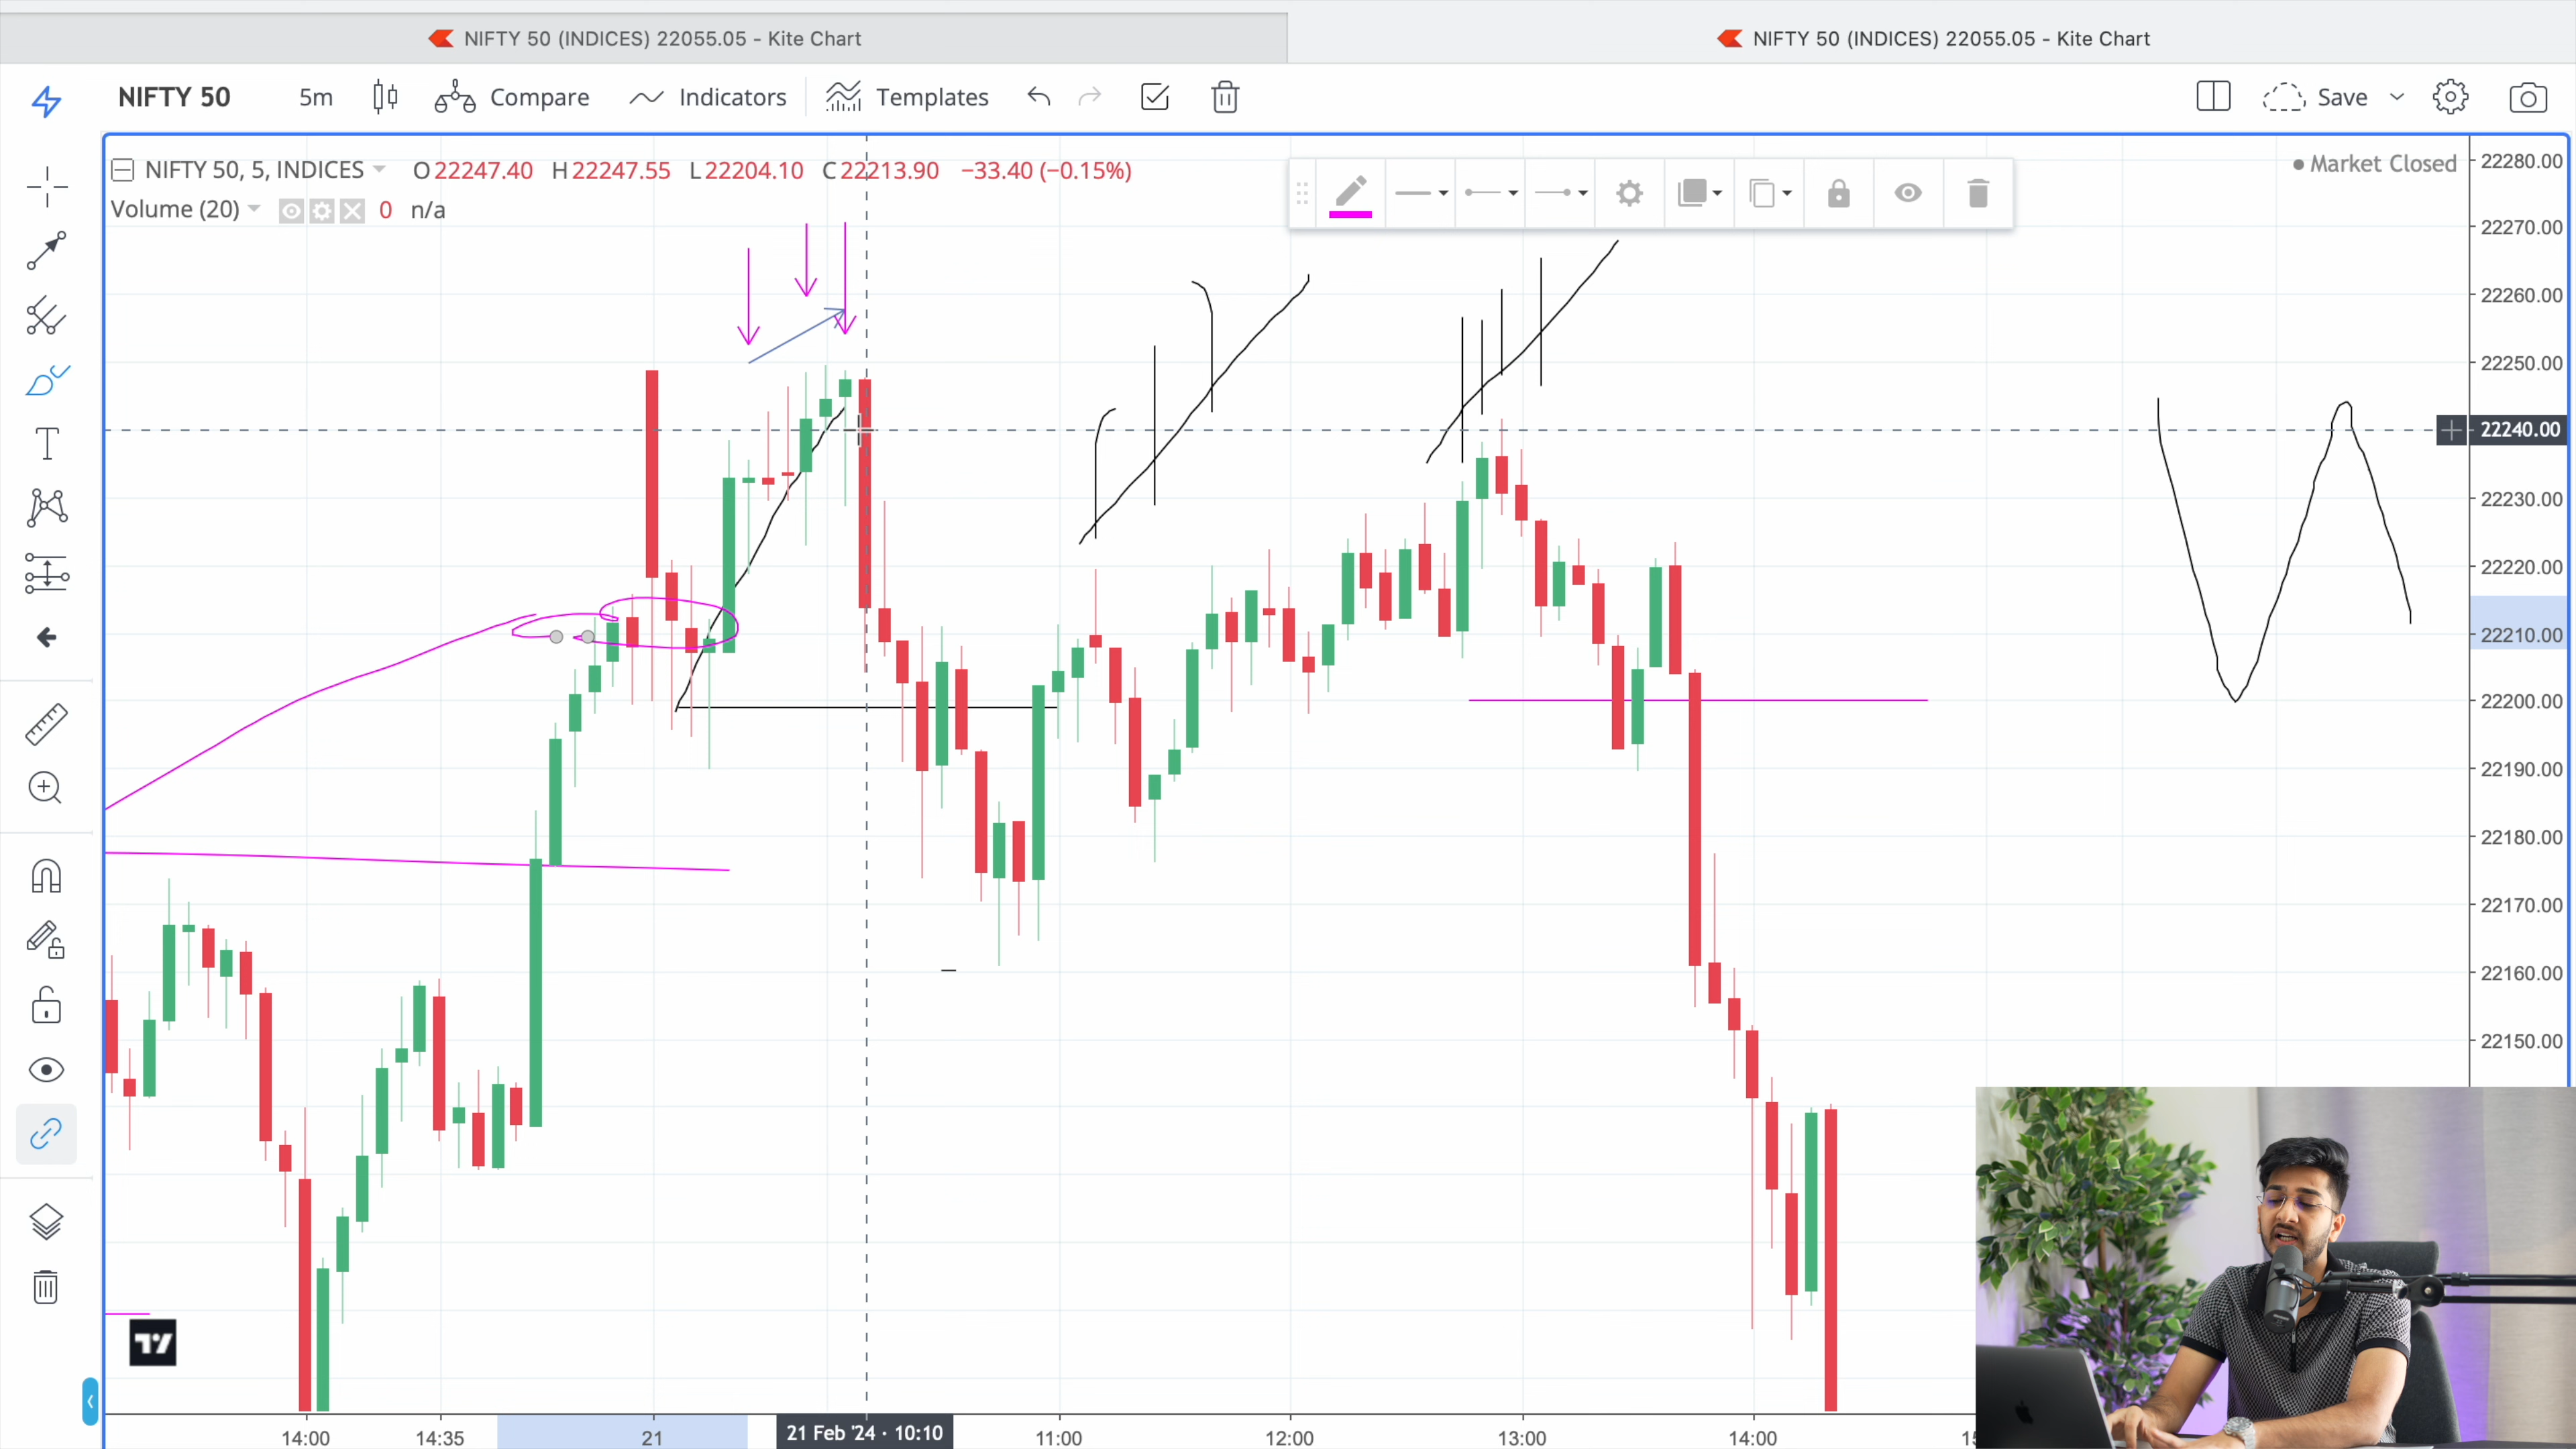 NIFTY 50 (INDICES) 22055.05 - Kite Chart
NIFTY 50 (INDICES) 22055.05 - Kite Chart
NIFTY 50 5m Compare Indicators Templates Save
NIFTY 50, 5, INDICES O22247.40 H22247.55 L22204.10 C22213.90 −33.40 (−0.15%)
Market Closed
Volume (20) 0 n/a
22280.00
22270.00
22260.00
22250.00
22240.00
22230.00
22220.00
22210.00
22200.00
22190.00
22180.00
22170.00
22160.00
22150.00
14:00 14:35 21 21 Feb '24 · 10:10 11:00 12:00 13:00 14:00